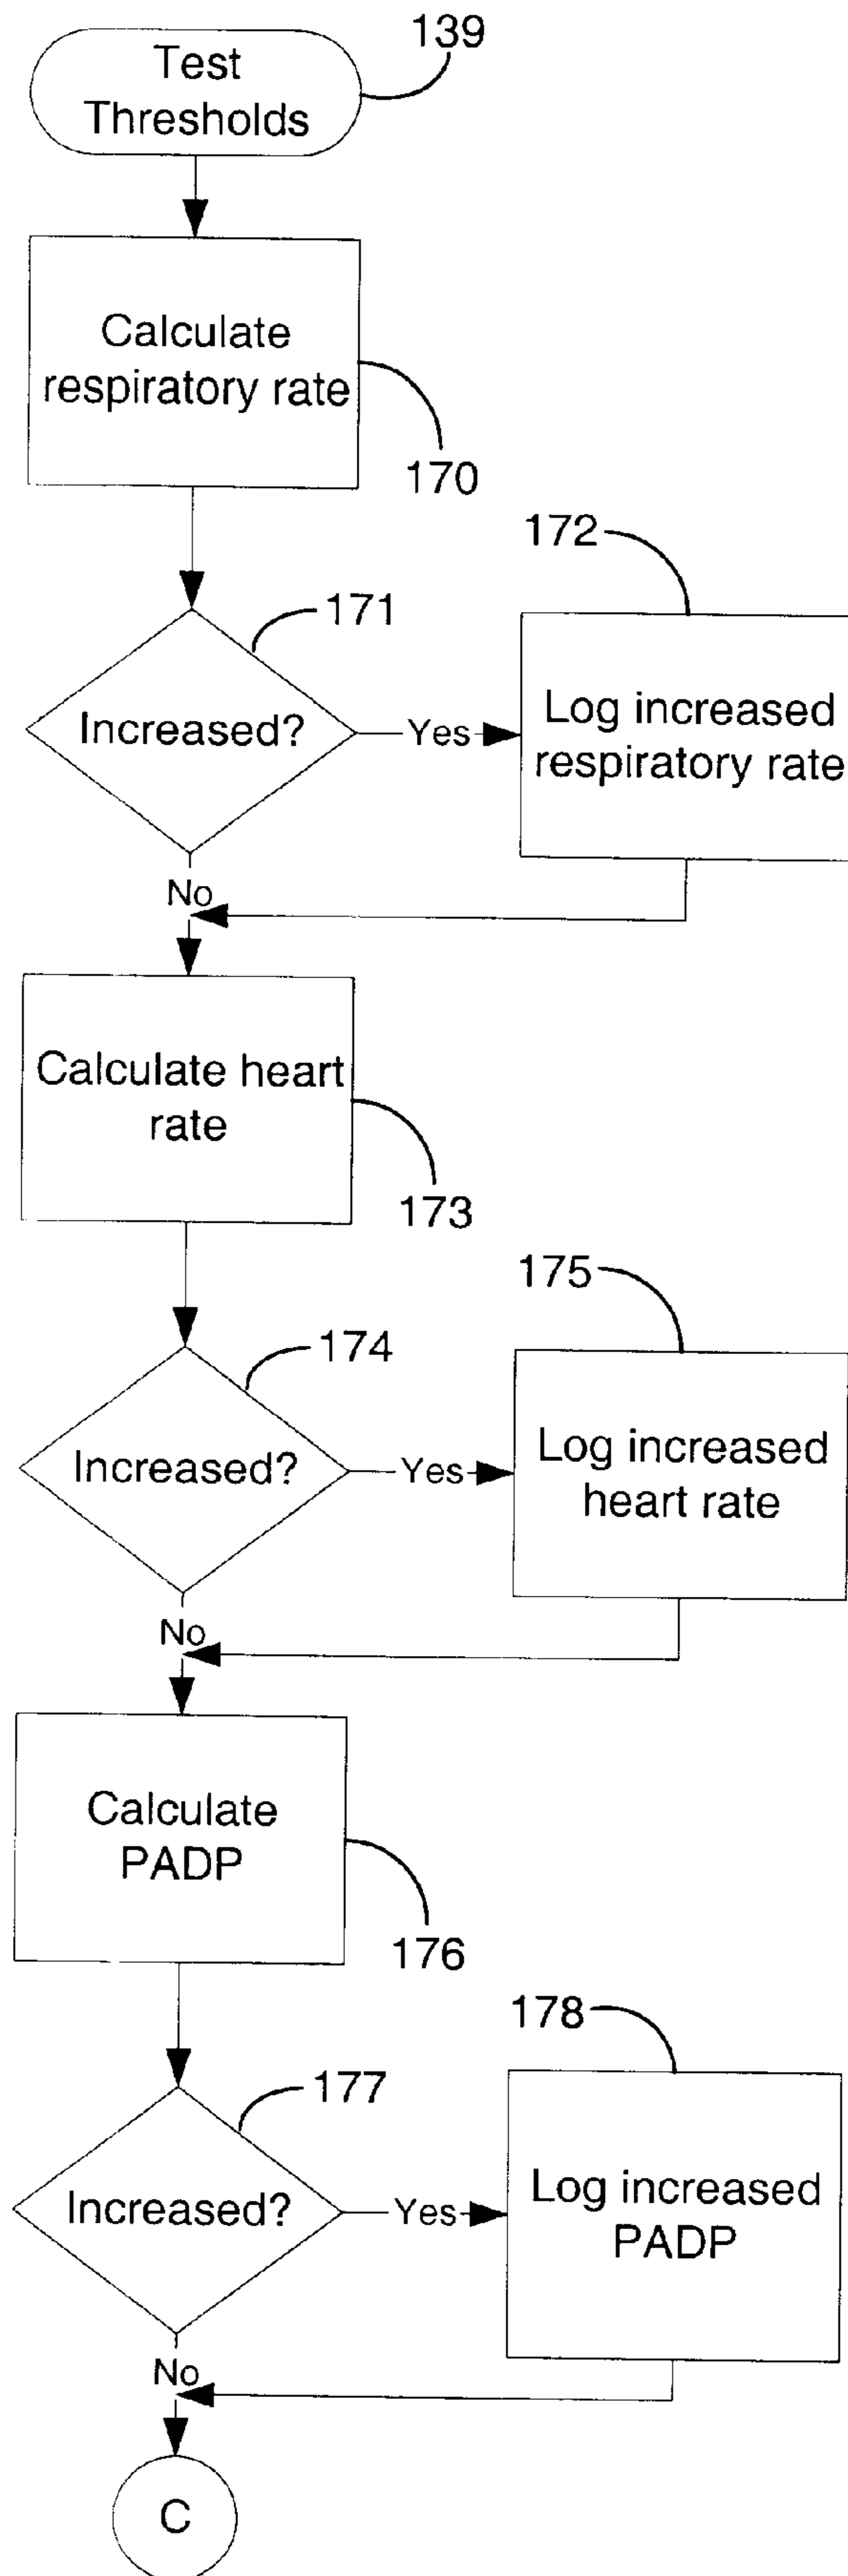 139
Test
Thresholds
Calculate
respiratory rate
170
172
171
Increased?
Yes
Log increased
respiratory rate
No
Calculate heart
rate
173
175
174
Increased?
Yes
Log increased
heart rate
No
Calculate
PADP
176
178
177
Increased?
Yes
Log increased
PADP
No
C